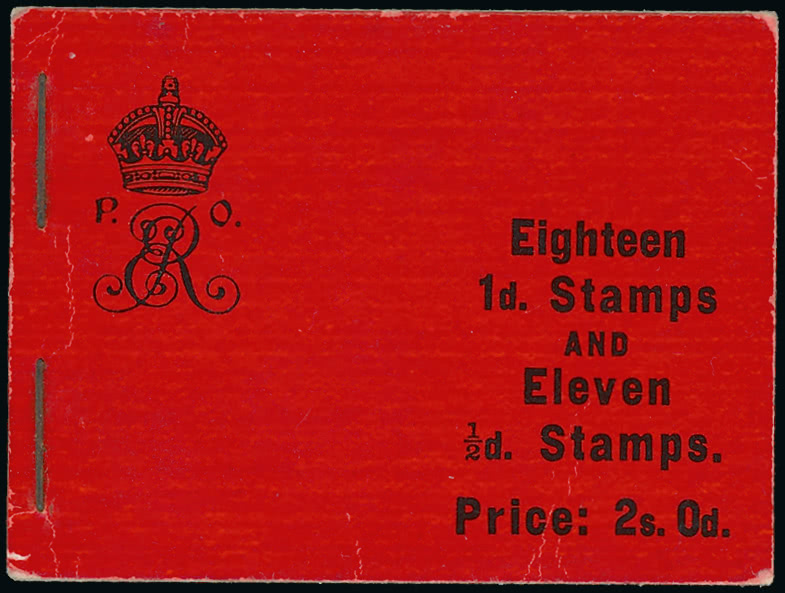 P. O.
ER
Eighteen
1d. Stamps
AND
Eleven
½d. Stamps.
Price: 2s. 0d.